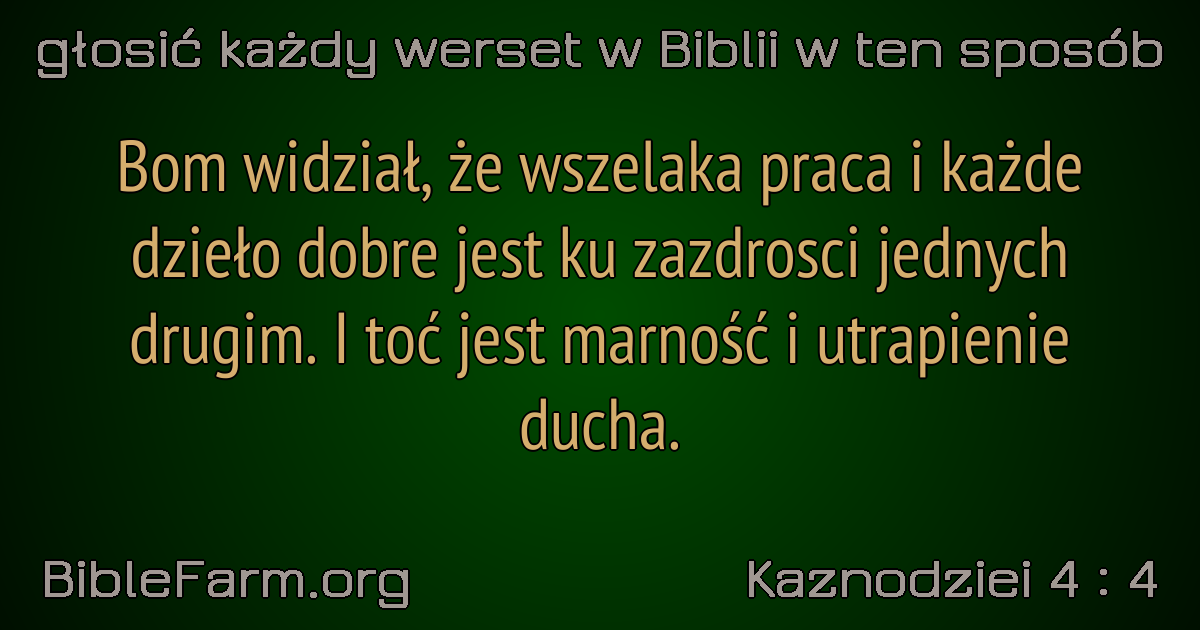 głosić każdy werset w Biblii w ten sposób
Bom widział, że wszelaka praca i każde
dzieło dobre jest ku zazdrosci jednych
drugim. I toć jest marność i utrapienie
ducha.
BibleFarm.org
Kaznodziei 4 : 4